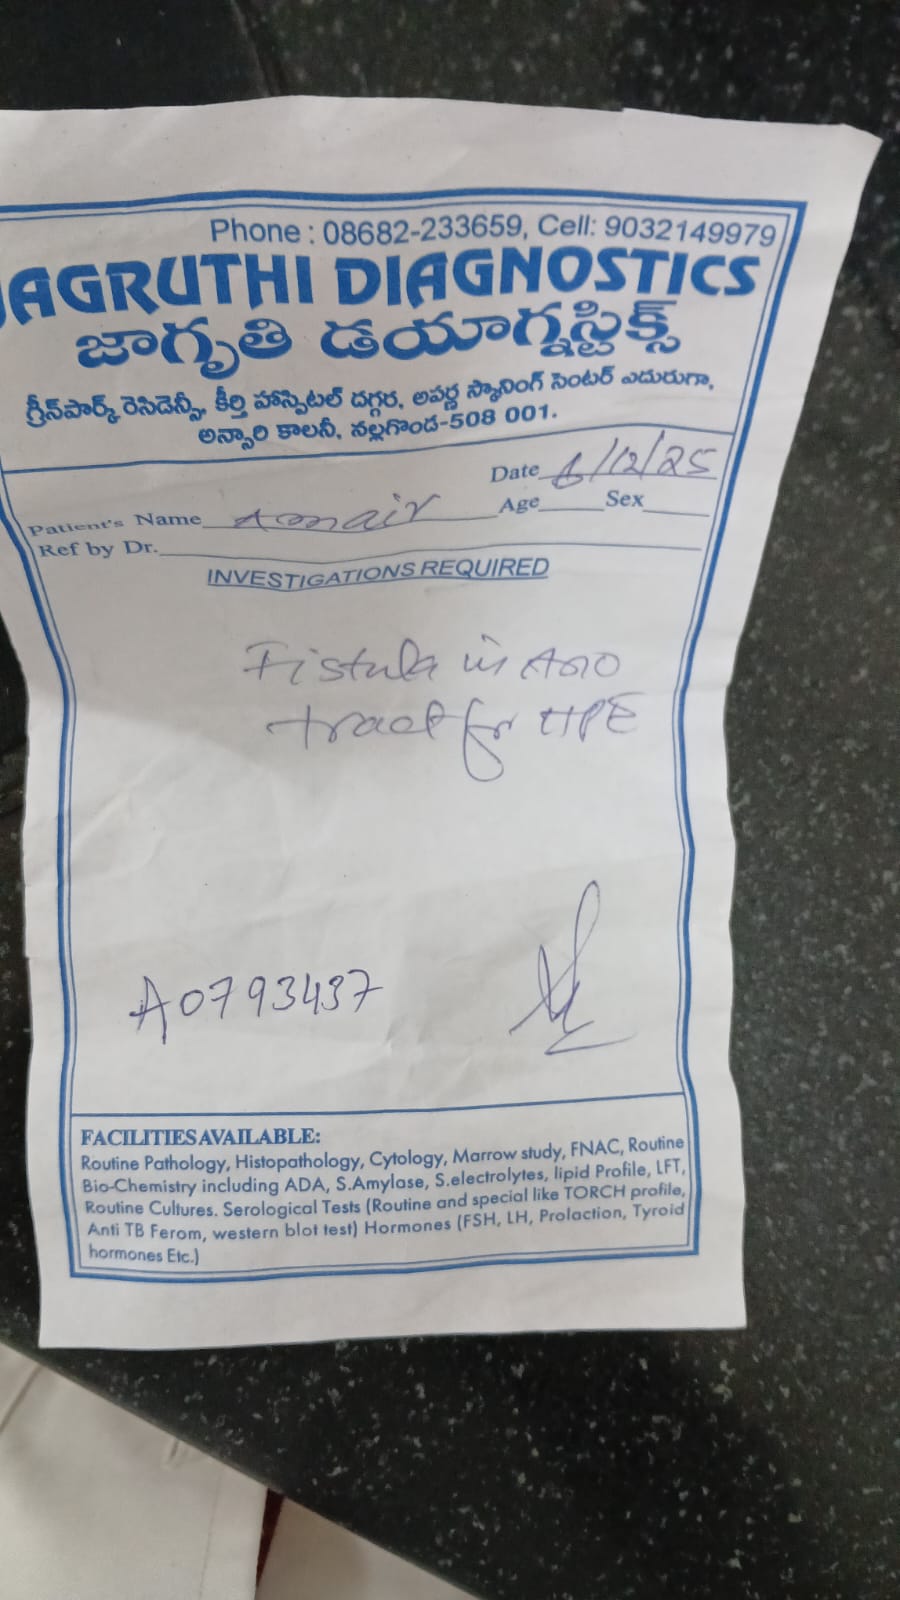 Phone : 08682-233659, Cell: 9032149979
JAGRUTHI DIAGNOSTICS
జాగృతి డయాగ్నస్టిక్స్
గ్రీన్‌పార్క్ రెసిడెన్సీ, కీర్తి హాస్పిటల్ దగ్గర, అపర్ణ స్కానింగ్ సెంటర్ ఎదురుగా,
అన్సారి కాలనీ, నల్లగొండ-508 001.
Date 6/12/25
Patient's Name Age Sex
Ref by Dr.
INVESTIGATIONS REQUIRED
Fistula in Ano
tract for HPE
A0793437
FACILITIES AVAILABLE:
Routine Pathology, Histopathology, Cytology, Marrow study, FNAC, Routine
Bio-Chemistry including ADA, S.Amylase, S.electrolytes, lipid Profile, LFT,
Routine Cultures. Serological Tests (Routine and special like TORCH profile,
Anti TB Ferom, western blot test) Hormones (FSH, LH, Prolaction, Tyroid
hormones Etc.)